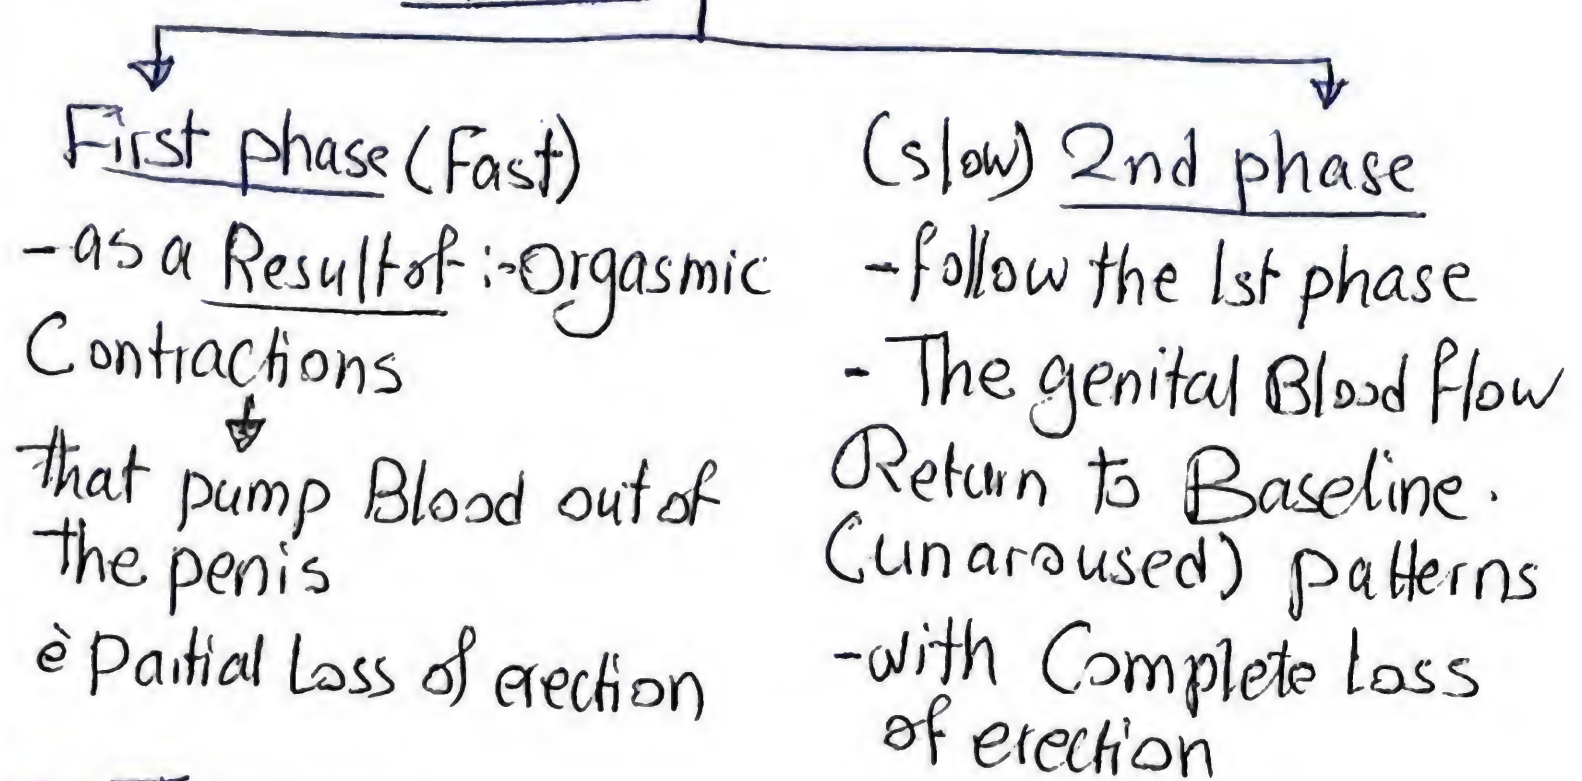 First phase (Fast)
- as a Result of :- Orgasmic
Contractions
that pump Blood out of
the penis
è Partial Loss of erection
(slow) 2nd phase
- follow the 1st phase
- The genital Blood flow
Return to Baseline.
(unaroused) patterns
- with Complete loss
of erection